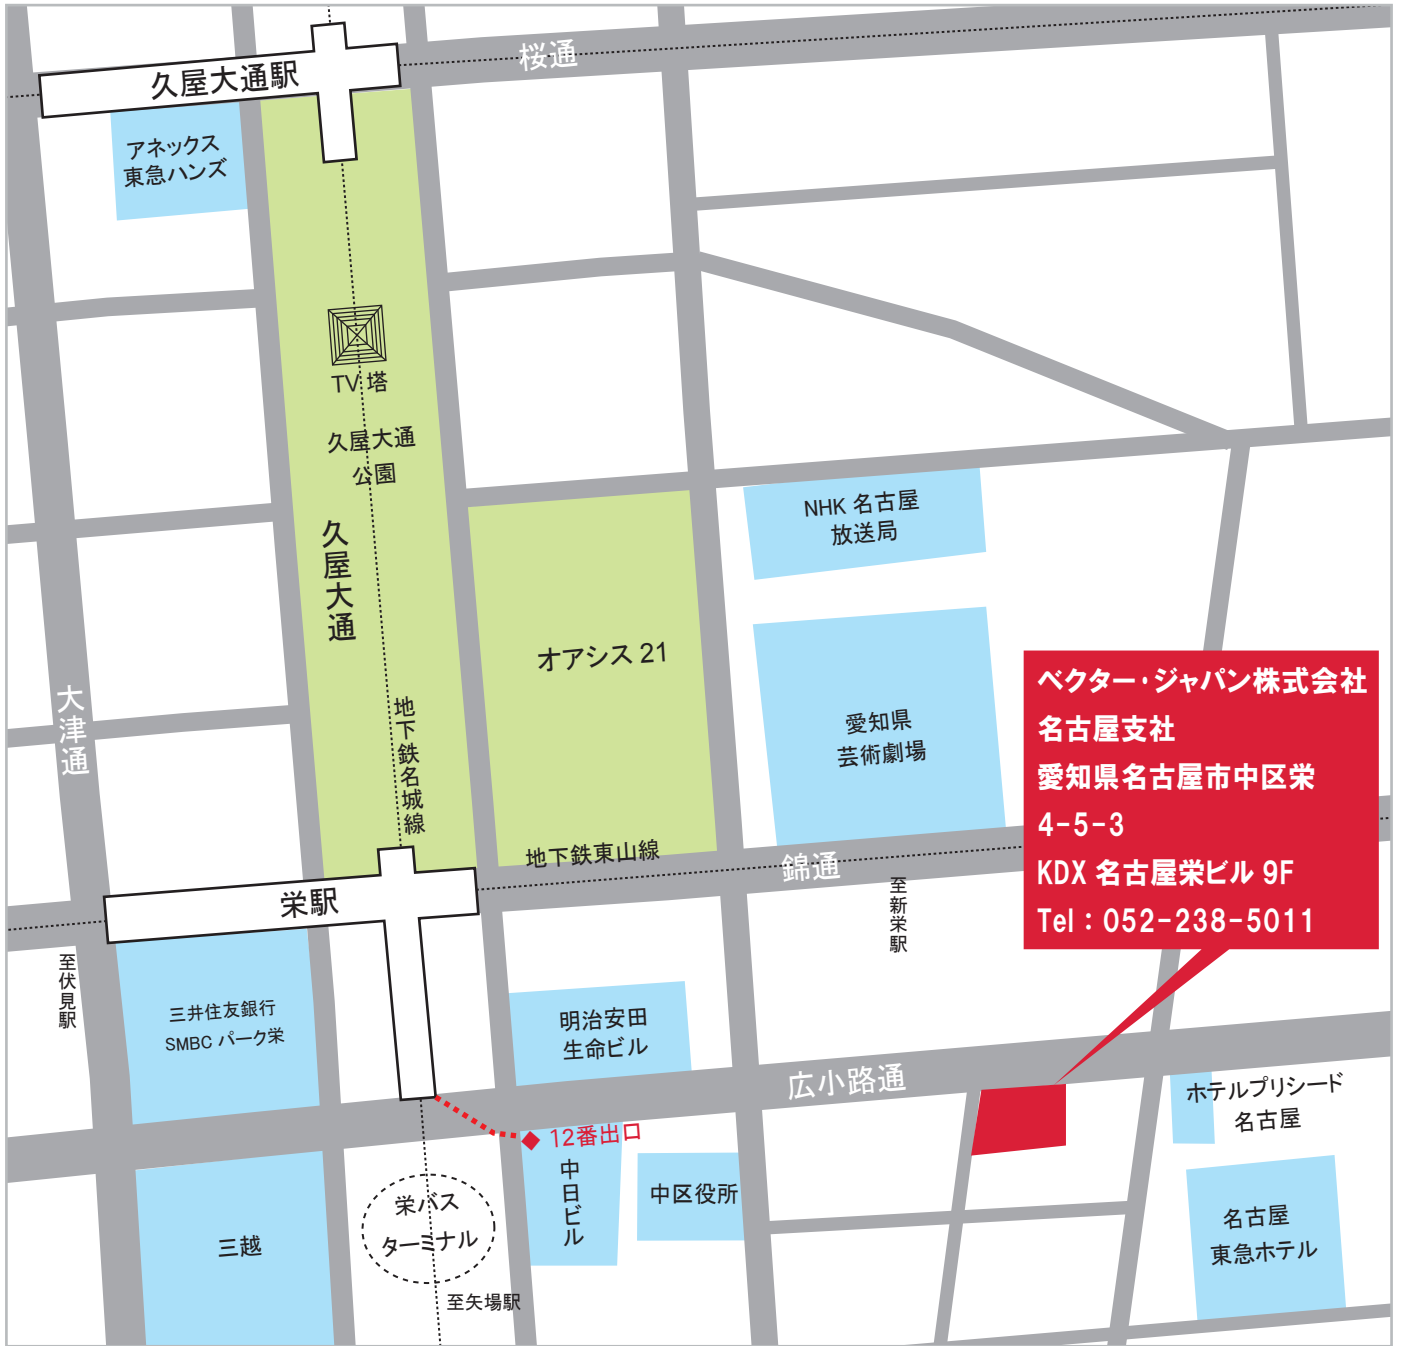 桜通
久屋大通駅
アネックス
東急ハンズ
TV 塔
久屋大通
公園
久屋大通
NHK 名古屋
放送局
オアシス 21
大津通
地下鉄名城線
愛知県
芸術劇場
ベクター・ジャパン株式会社
名古屋支社
愛知県名古屋市中区栄
4-5-3
KDX 名古屋栄ビル 9F
Tel : 052-238-5011
地下鉄東山線
錦通
栄駅
至新栄駅
至伏見駅
三井住友銀行
SMBC パーク栄
明治安田
生命ビル
広小路通
ホテルプリシード
名古屋
12番出口
中日ビル
中区役所
栄バス
ターミナル
三越
名古屋
東急ホテル
至矢場駅